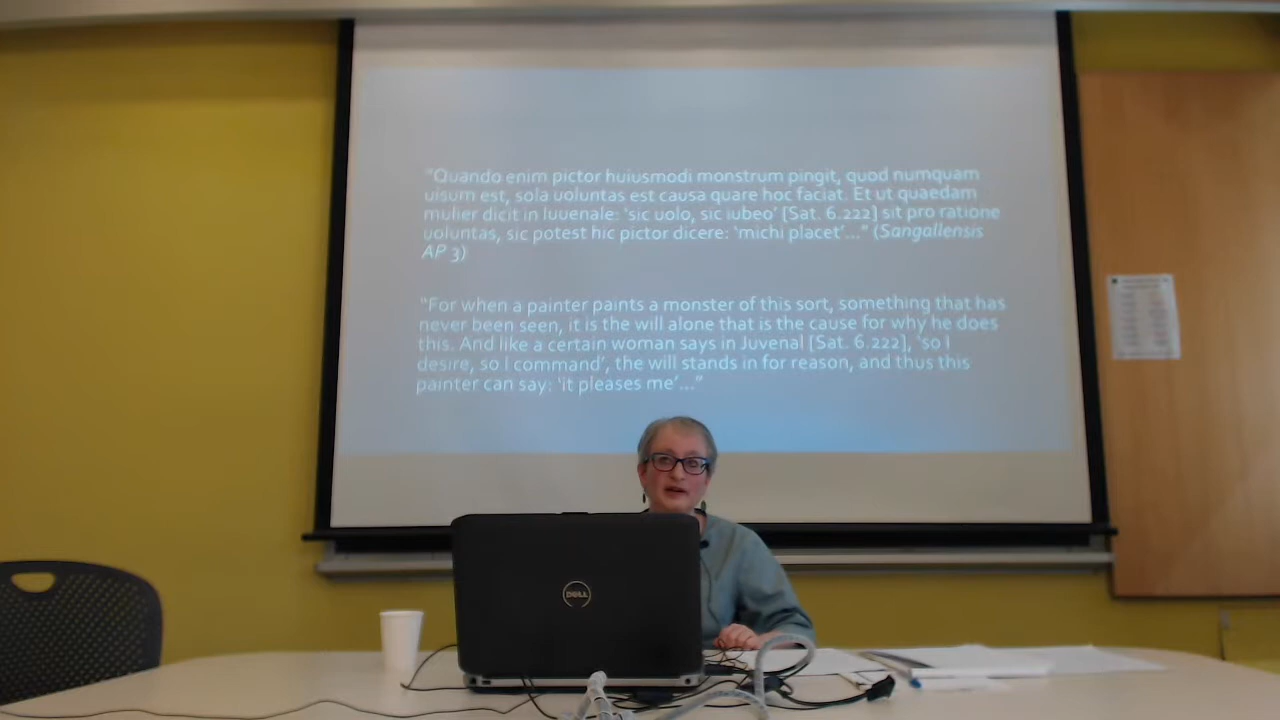 "Quando enim pictor huiusmodi monstrum pingit, quod numquam
uisum est, sola uoluntas est causa quare hoc faciat. Et ut quaedam
mulier dicit in Iuuenale: 'sic uolo, sic iubeo' [Sat. 6.222] sit pro ratione
uoluntas, sic potest hic pictor dicere: 'michi placet'..." (Sangallensis
AP 3)
"For when a painter paints a monster of this sort, something that has
never been seen, it is the will alone that is the cause for why he does
this. And like a certain woman says in Juvenal [Sat. 6.222], 'so I
desire, so I command', the will stands in for reason, and thus this
painter can say: 'it pleases me'..."
DELL